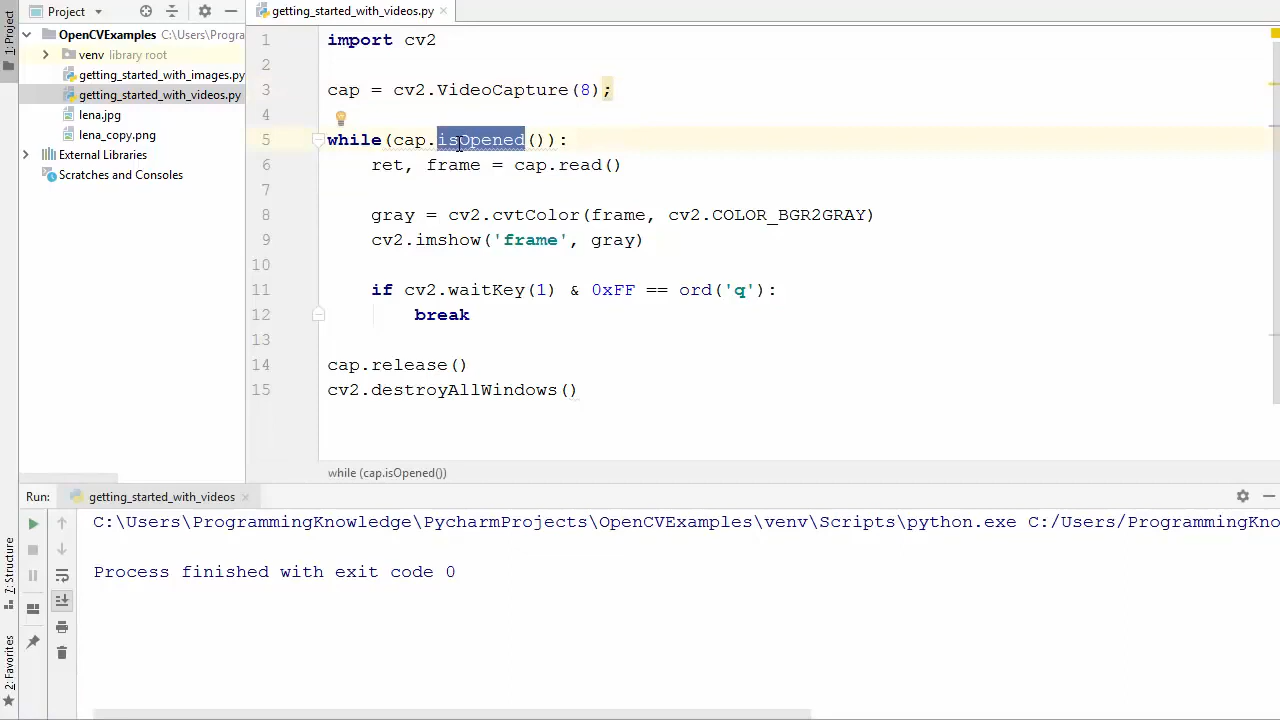 Project
getting_started_with_videos.py
1: Project
OpenCVExamples C:\Users\Progra
venv library root
getting_started_with_images.py
getting_started_with_videos.py
lena.jpg
lena_copy.png
External Libraries
Scratches and Consoles
1 import cv2
2
3 cap = cv2.VideoCapture(8);
4
5 while(cap.isOpened()):
6 ret, frame = cap.read()
7
8 gray = cv2.cvtColor(frame, cv2.COLOR_BGR2GRAY)
9 cv2.imshow('frame', gray)
10
11 if cv2.waitKey(1) & 0xFF == ord('q'):
12 break
13
14 cap.release()
15 cv2.destroyAllWindows()
while (cap.isOpened())
Run: getting_started_with_videos
C:\Users\ProgrammingKnowledge\PycharmProjects\OpenCVExamples\venv\Scripts\python.exe C:/Users/ProgrammingKno
Process finished with exit code 0
7: Structure
2: Favorites